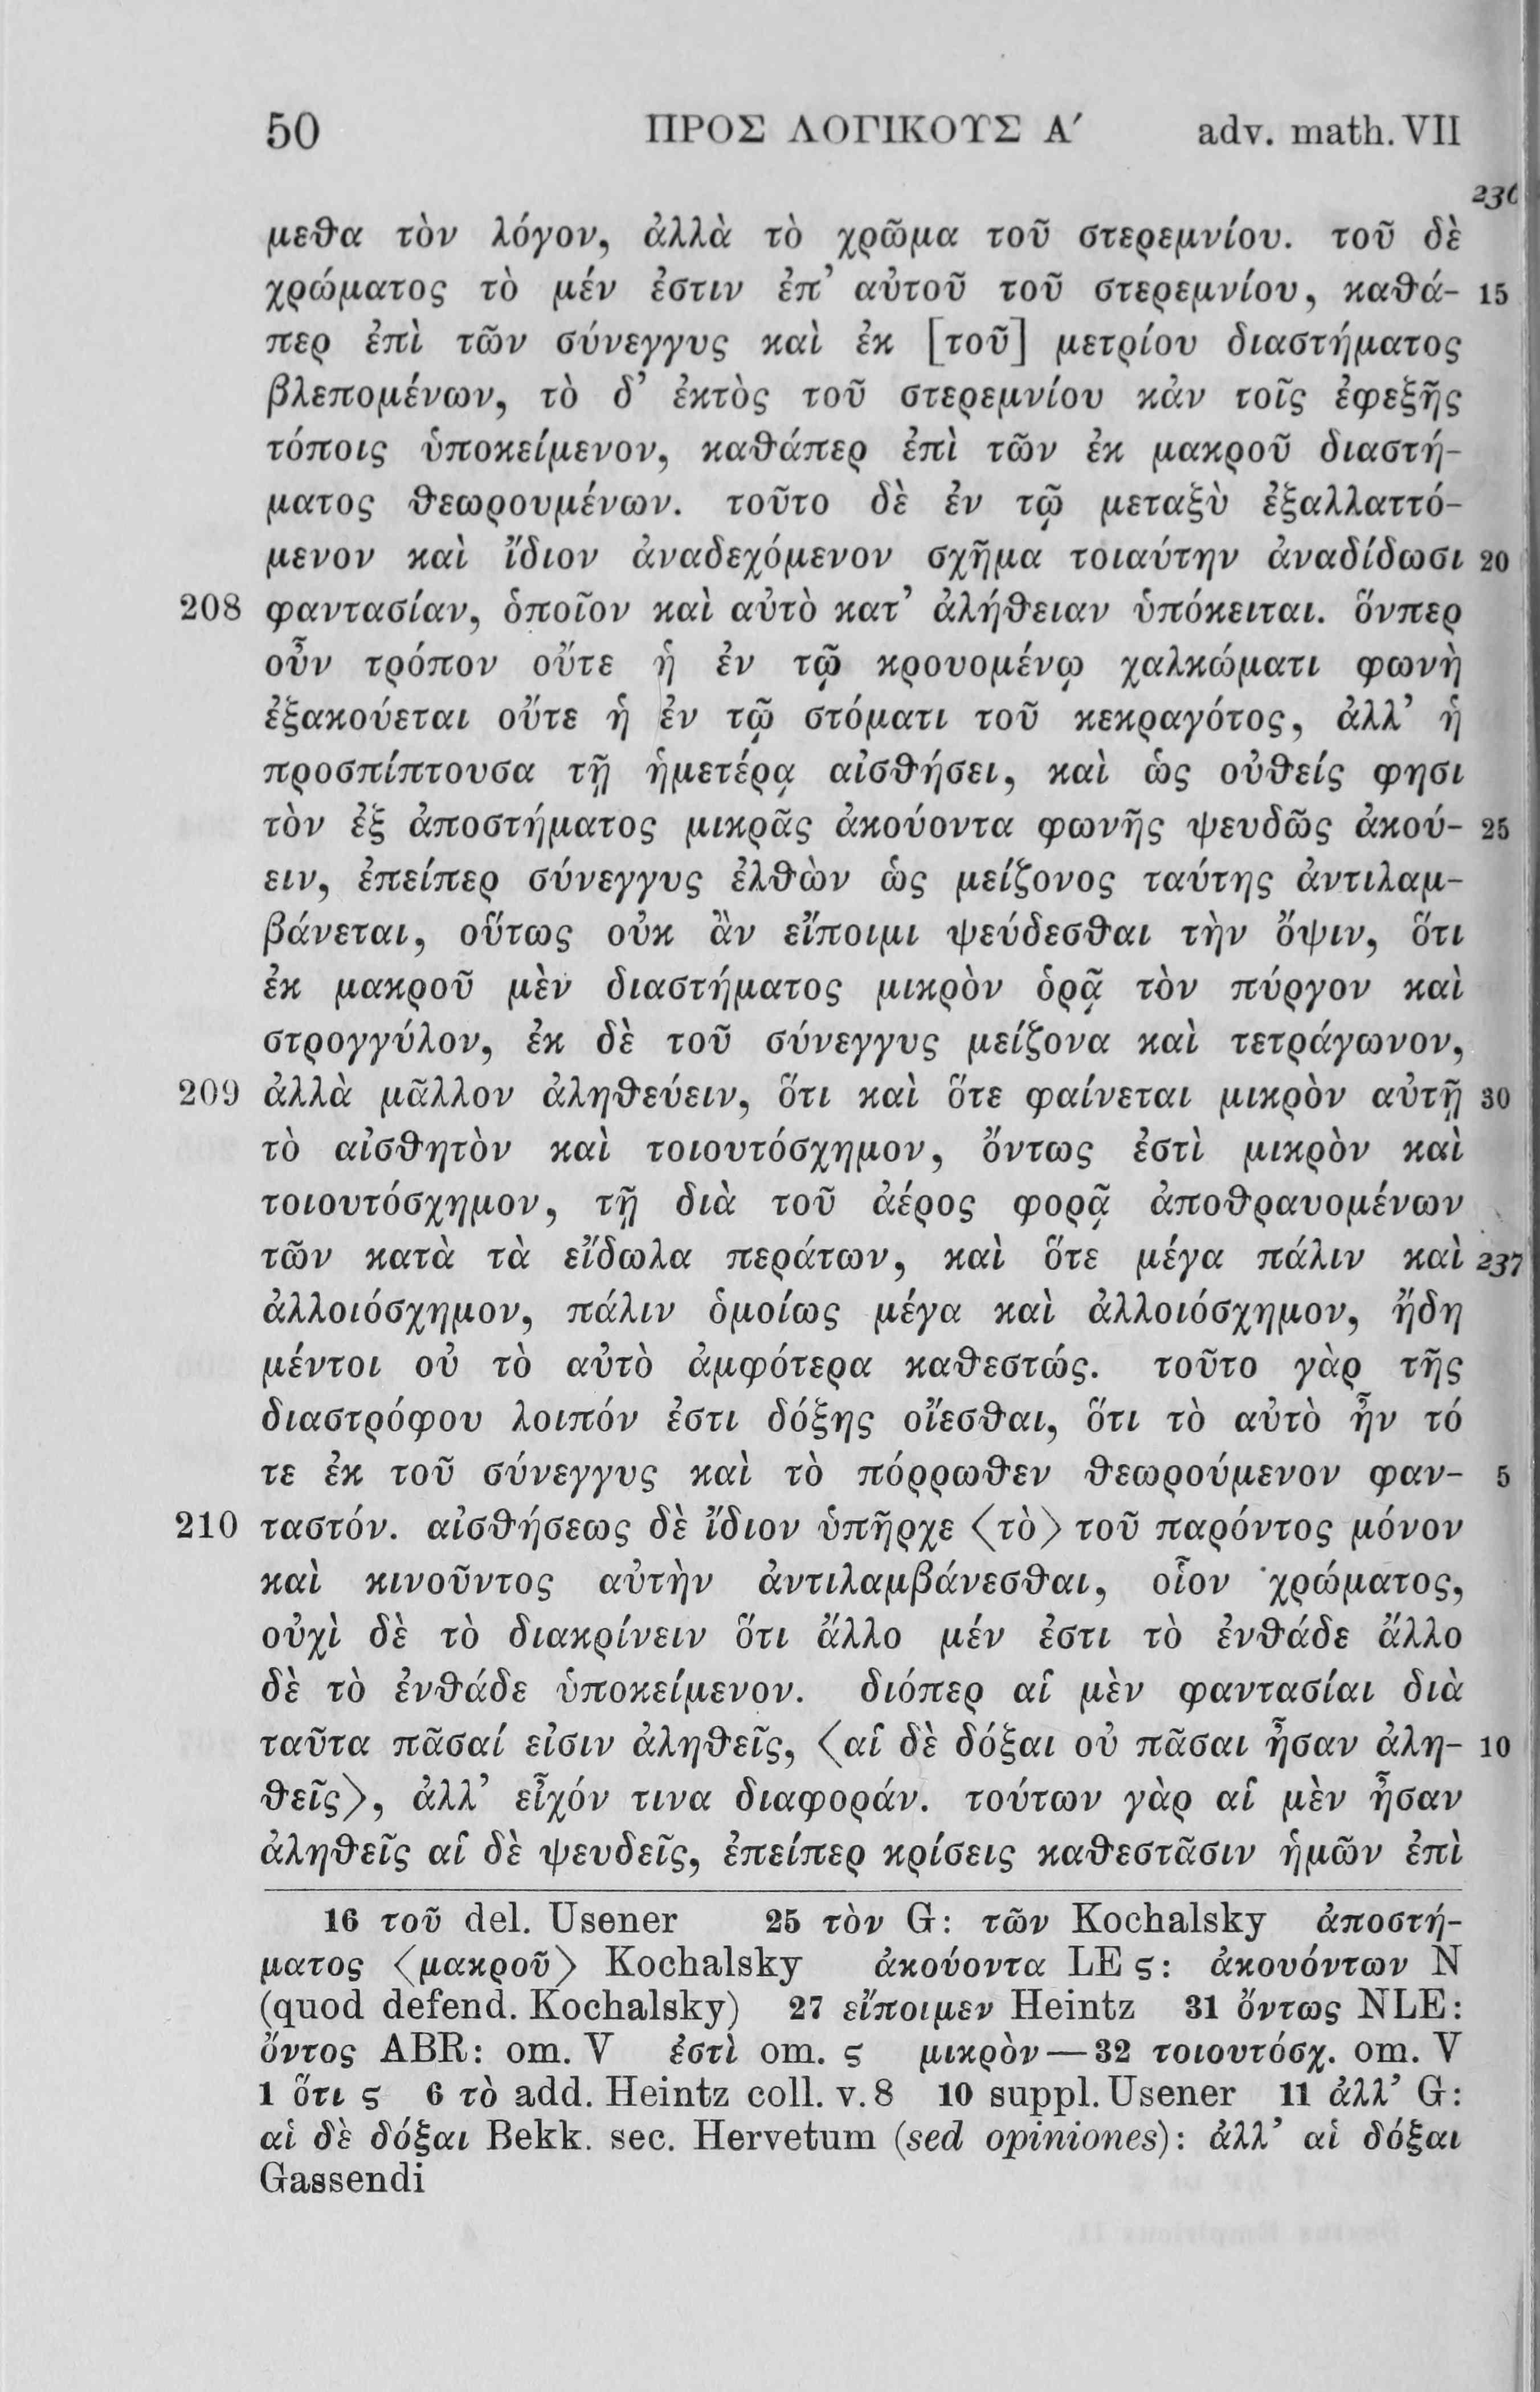 50 ΠΡΟΣ ΛΟΓΙΚΟΥΣ Α′ adv. math. VII
236
μεθα τὸν λόγον, ἀλλὰ τὸ χρῶμα τοῦ στερεμνίου. τοῦ δὲ
χρώματος τὸ μέν ἐστιν ἐπ’ αὐτοῦ τοῦ στερεμνίου, καθά- 15
περ ἐπὶ τῶν σύνεγγυς καὶ ἐκ [τοῦ] μετρίου διαστήματος
βλεπομένων, τὸ δ’ ἐκτὸς τοῦ στερεμνίου κἀν τοῖς ἐφεξῆς
τόποις ὑποκείμενον, καθάπερ ἐπὶ τῶν ἐκ μακροῦ διαστή-
ματος θεωρουμένων. τοῦτο δὲ ἐν τῷ μεταξὺ ἐξαλλαττό-
μενον καὶ ἴδιον ἀναδεχόμενον σχῆμα τοιαύτην ἀναδίδωσι 20
208 φαντασίαν, ὁποῖον καὶ αὐτὸ κατ’ ἀλήθειαν ὑπόκειται. ὅνπερ
οὖν τρόπον οὔτε ἡ ἐν τῷ κρουομένῳ χαλκώματι φωνὴ
ἐξακούεται οὔτε ἡ ἐν τῷ στόματι τοῦ κεκραγότος, ἀλλ’ ἡ
προσπίπτουσα τῇ ἡμετέρᾳ αἰσθήσει, καὶ ὡς οὐθείς φησι
τὸν ἐξ ἀποστήματος μικρᾶς ἀκούοντα φωνῆς ψευδῶς ἀκού- 25
ειν, ἐπείπερ σύνεγγυς ἐλθὼν ὡς μείζονος ταύτης ἀντιλαμ-
βάνεται, οὕτως οὐκ ἂν εἴποιμι ψεύδεσθαι τὴν ὄψιν, ὅτι
ἐκ μακροῦ μὲν διαστήματος μικρὸν ὁρᾷ τὸν πύργον καὶ
στρογγύλον, ἐκ δὲ τοῦ σύνεγγυς μείζονα καὶ τετράγωνον,
209 ἀλλὰ μᾶλλον ἀληθεύειν, ὅτι καὶ ὅτε φαίνεται μικρὸν αὐτῇ 30
τὸ αἰσθητὸν καὶ τοιουτόσχημον, ὄντως ἐστὶ μικρὸν καὶ
τοιουτόσχημον, τῇ διὰ τοῦ ἀέρος φορᾷ ἀποθραυομένων
τῶν κατὰ τὰ εἴδωλα περάτων, καὶ ὅτε μέγα πάλιν καὶ 237
ἀλλοιόσχημον, πάλιν ὁμοίως μέγα καὶ ἀλλοιόσχημον, ἤδη
μέντοι οὐ τὸ αὐτὸ ἀμφότερα καθεστώς. τοῦτο γὰρ τῆς
διαστρόφου λοιπόν ἐστι δόξης οἴεσθαι, ὅτι τὸ αὐτὸ ἦν τό
τε ἐκ τοῦ σύνεγγυς καὶ τὸ πόρρωθεν θεωρούμενον φαν- 5
210 ταστόν. αἰσθήσεως δὲ ἴδιον ὑπῆρχε ⟨τὸ⟩ τοῦ παρόντος μόνον
καὶ κινοῦντος αὐτὴν ἀντιλαμβάνεσθαι, οἷον χρώματος,
οὐχὶ δὲ τὸ διακρίνειν ὅτι ἄλλο μέν ἐστι τὸ ἐνθάδε ἄλλο
δὲ τὸ ἐνθάδε ὑποκείμενον. διόπερ αἱ μὲν φαντασίαι διὰ
ταῦτα πᾶσαί εἰσιν ἀληθεῖς, ⟨αἱ δὲ δόξαι οὐ πᾶσαι ἦσαν ἀλη- 10
θεῖς⟩, ἀλλ’ εἶχόν τινα διαφοράν. τούτων γὰρ αἱ μὲν ἦσαν
ἀληθεῖς αἱ δὲ ψευδεῖς, ἐπείπερ κρίσεις καθεστᾶσιν ἡμῶν ἐπὶ
16 τοῦ del. Usener 25 τὸν G: τῶν Kochalsky ἀποστή-
ματος ⟨μακροῦ⟩ Kochalsky ἀκούοντα LE ς: ἀκουόντων N
(quod defend. Kochalsky) 27 εἴποιμεν Heintz 31 ὄντως NLE:
ὄντος ABR: om. V ἐστὶ om. ς μικρὸν—32 τοιουτόσχ. om. V
1 ὅτι ς 6 τὸ add. Heintz coll. v. 8 10 suppl. Usener 11 ἀλλ’ G:
αἱ δὲ δόξαι Bekk. sec. Hervetum (sed opiniones): ἀλλ’ αἱ δόξαι
Gassendi